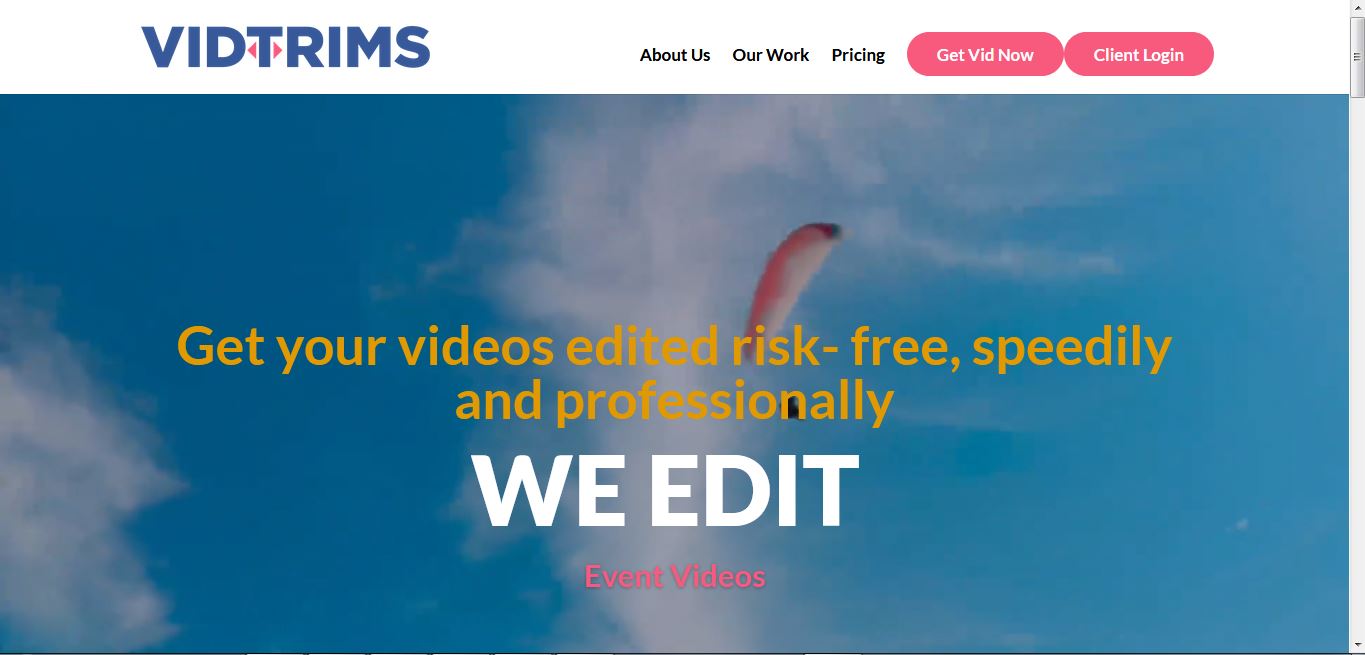 VIDTRIMS
About Us
Our Work
Pricing
Get Vid Now
Client Login
Get your videos edited risk- free, speedily
and professionally
WE EDIT
Event Videos